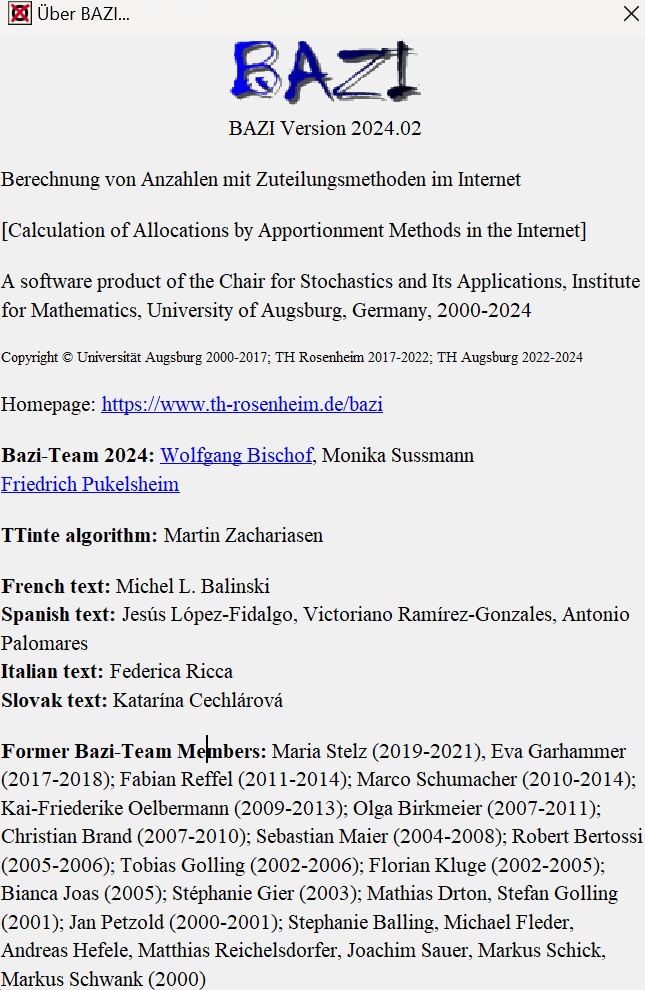 Über BAZI...
BAZI
BAZI Version 2024.02
Berechnung von Anzahlen mit Zuteilungsmethoden im Internet
[Calculation of Allocations by Apportionment Methods in the Internet]
A software product of the Chair for Stochastics and Its Applications, Institute
for Mathematics, University of Augsburg, Germany, 2000-2024
Copyright © Universität Augsburg 2000-2017; TH Rosenheim 2017-2022; TH Augsburg 2022-2024
Homepage: https://www.th-rosenheim.de/bazi
Bazi-Team 2024: Wolfgang Bischof, Monika Sussmann
Friedrich Pukelsheim
TTinte algorithm: Martin Zachariasen
French text: Michel L. Balinski
Spanish text: Jesús López-Fidalgo, Victoriano Ramírez-Gonzales, Antonio
Palomares
Italian text: Federica Ricca
Slovak text: Katarína Cechlárová
Former Bazi-Team Members: Maria Stelz (2019-2021), Eva Garhammer
(2017-2018); Fabian Reffel (2011-2014); Marco Schumacher (2010-2014);
Kai-Friederike Oelbermann (2009-2013); Olga Birkmeier (2007-2011);
Christian Brand (2007-2010); Sebastian Maier (2004-2008); Robert Bertossi
(2005-2006); Tobias Golling (2002-2006); Florian Kluge (2002-2005);
Bianca Joas (2005); Stéphanie Gier (2003); Mathias Drton, Stefan Golling
(2001); Jan Petzold (2000-2001); Stephanie Balling, Michael Fleder,
Andreas Hefele, Matthias Reichelsdorfer, Joachim Sauer, Markus Schick,
Markus Schwank (2000)